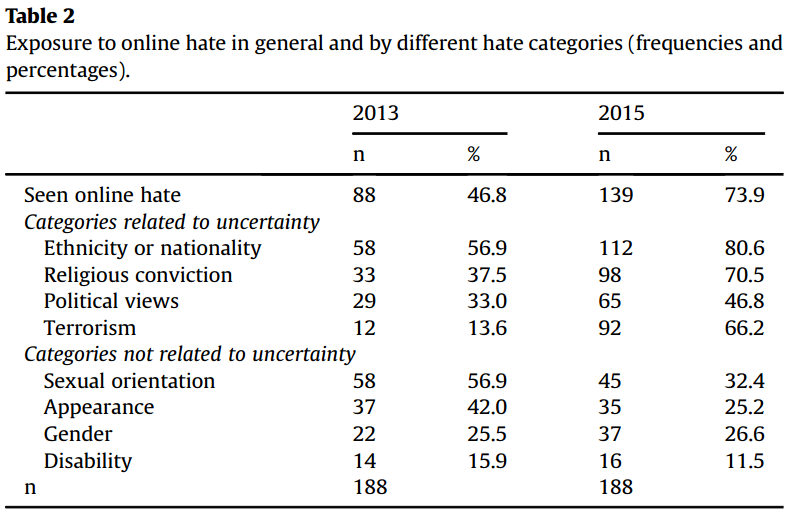 Table 2
Exposure to online hate in general and by different hate categories (frequencies and
percentages).
2013 2015
n % n %
Seen online hate 88 46.8 139 73.9
Categories related to uncertainty
Ethnicity or nationality 58 56.9 112 80.6
Religious conviction 33 37.5 98 70.5
Political views 29 33.0 65 46.8
Terrorism 12 13.6 92 66.2
Categories not related to uncertainty
Sexual orientation 58 56.9 45 32.4
Appearance 37 42.0 35 25.2
Gender 22 25.5 37 26.6
Disability 14 15.9 16 11.5
n 188 188